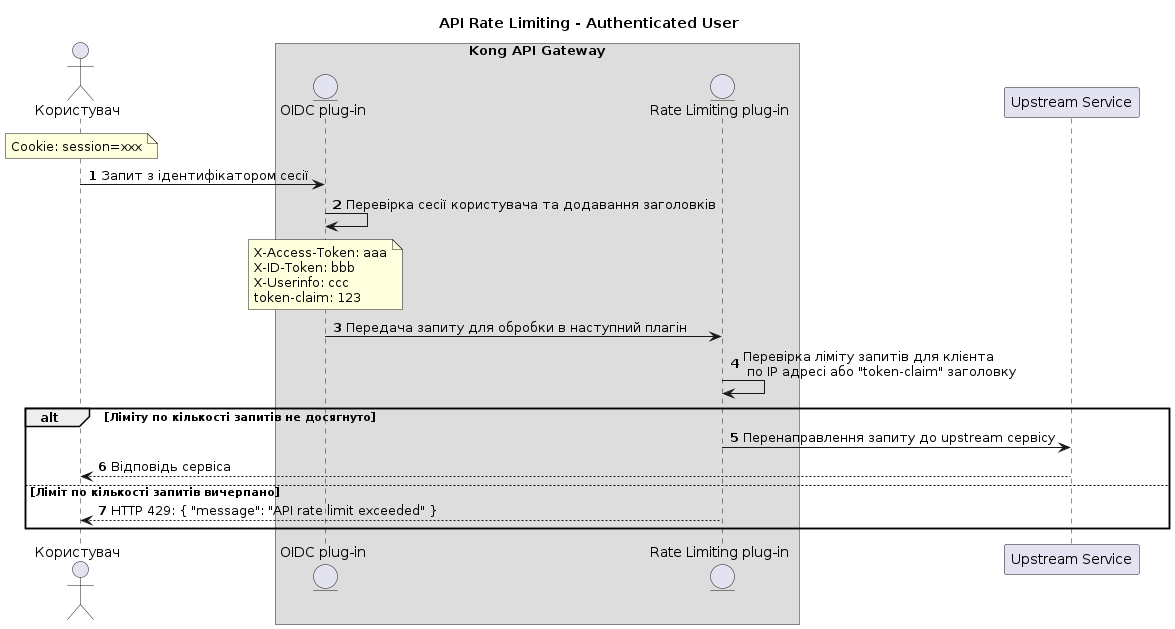 API Rate Limiting - Authenticated User
Kong API Gateway
Користувач
OIDC plug-in
Rate Limiting plug-in
Upstream Service
Cookie: session=xxx
1 Запит з ідентифікатором сесії
2 Перевірка сесії користувача та додавання заголовків
X-Access-Token: aaa
X-ID-Token: bbb
X-Userinfo: ccc
token-claim: 123
3 Передача запиту для обробки в наступний плагін
4 Перевірка ліміту запитів для клієнта
по IP адресі або "token-claim" заголовку
alt [Ліміту по кількості запитів не досягнуто]
5 Перенаправлення запиту до upstream сервісу
6 Відповідь сервіса
[Ліміт по кількості запитів вичерпано]
7 HTTP 429: { "message": "API rate limit exceeded" }
Користувач
OIDC plug-in
Rate Limiting plug-in
Upstream Service